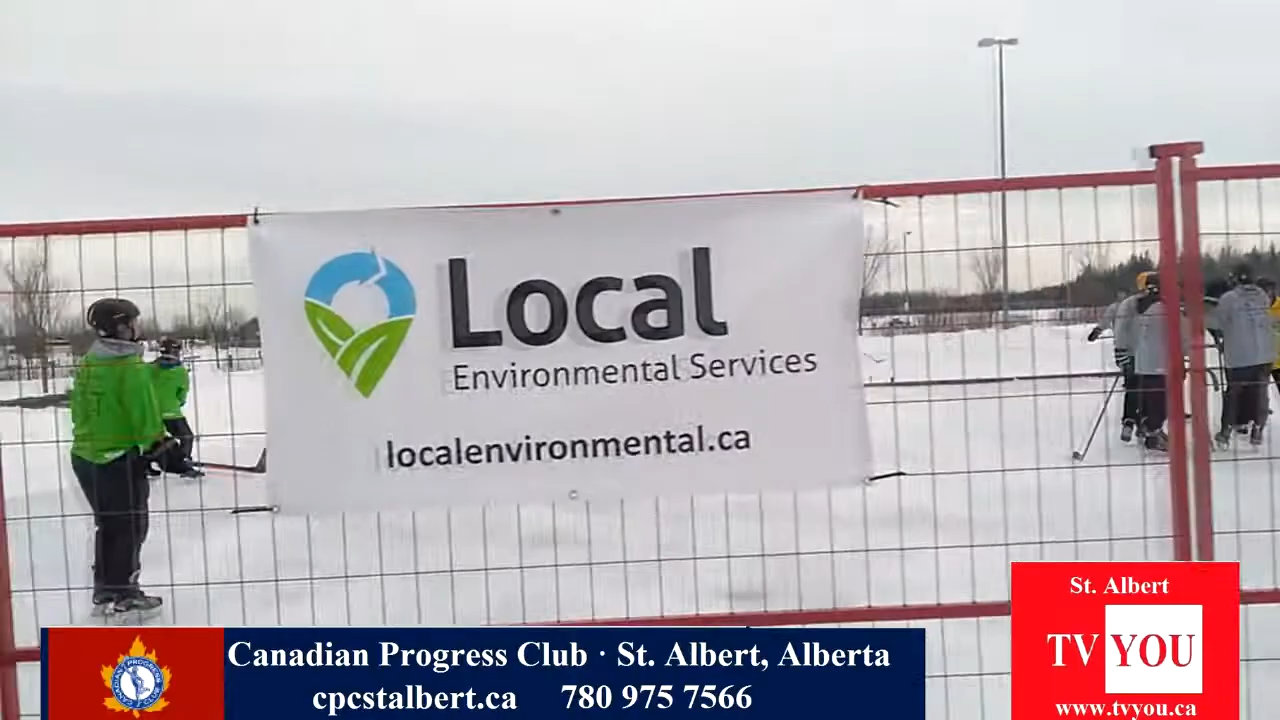 Local
Environmental Services
localenvironmental.ca
Canadian Progress Club · St. Albert, Alberta
cpcstalbert.ca 780 975 7566
St. Albert
TV YOU
www.tvyou.ca